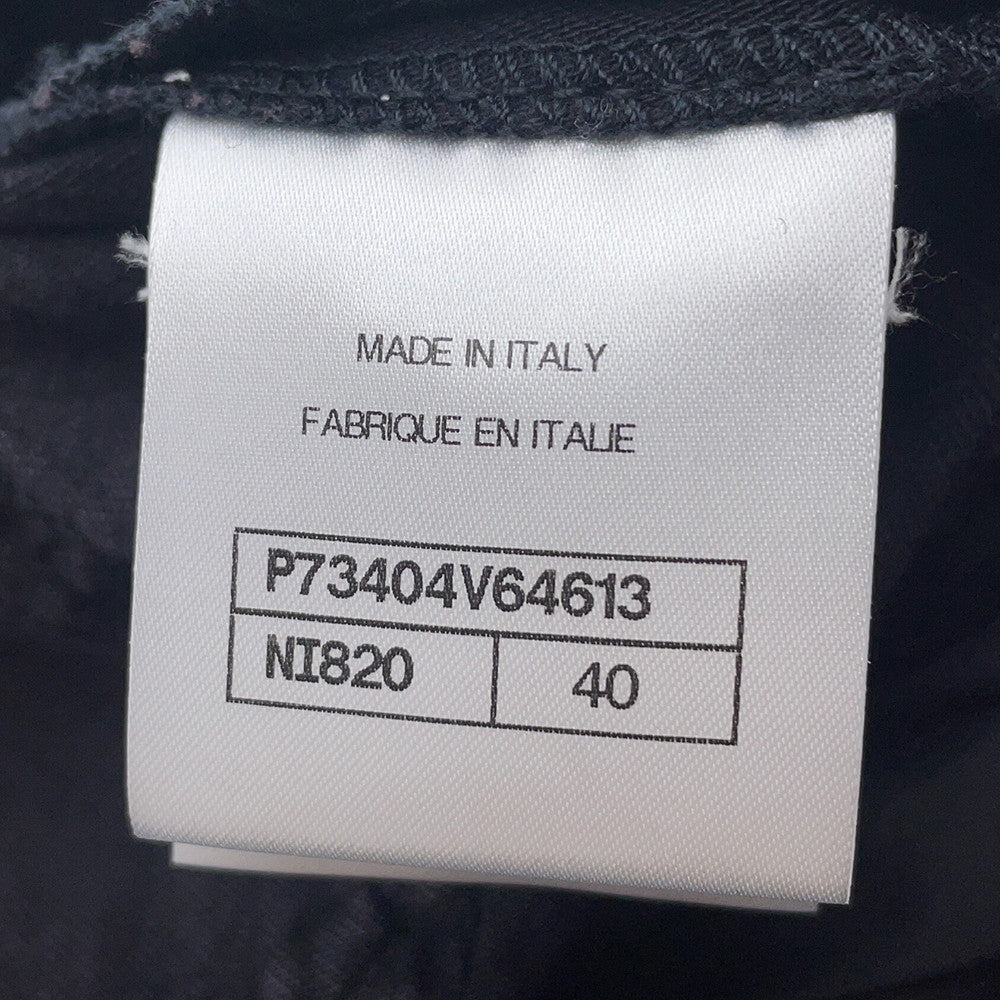 MADE IN ITALY
FABRIQUE EN ITALIE
P73404V64613
NI820 40